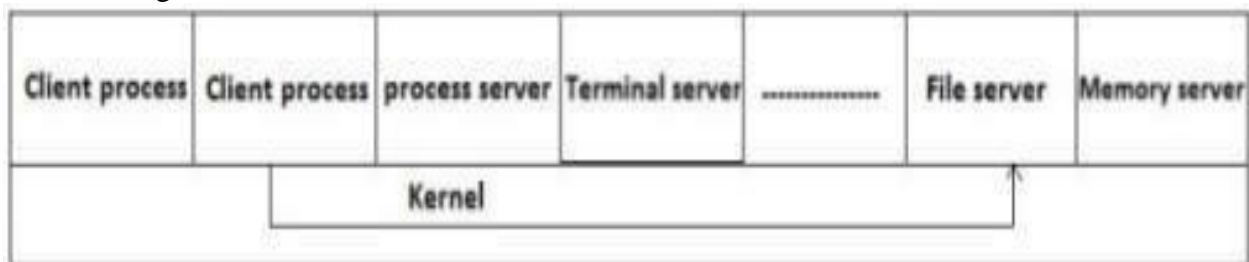 Client process Client process process server Terminal server ............... File server Memory server
Kernel